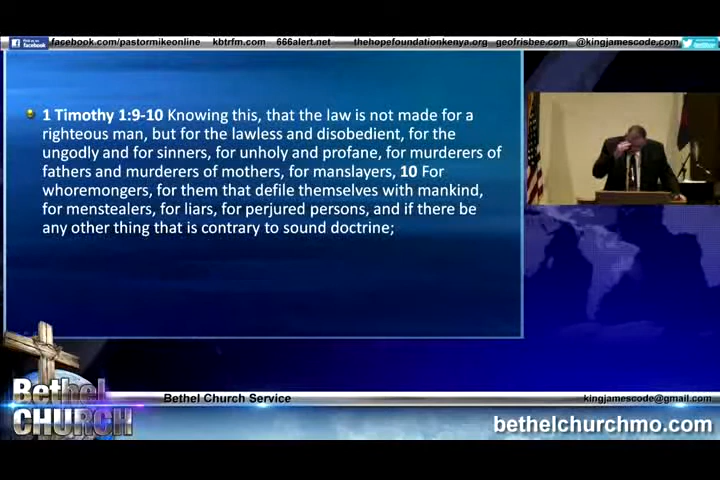 Find us on facebook facebook.com/pastormikeonline kbtrfm.com 666alert.net thehopefoundationkenya.org geofrisbee.com @kingjamescode.com twitter
1 Timothy 1:9-10 Knowing this, that the law is not made for a
righteous man, but for the lawless and disobedient, for the
ungodly and for sinners, for unholy and profane, for murderers of
fathers and murderers of mothers, for manslayers, 10 For
whoremongers, for them that defile themselves with mankind,
for menstealers, for liars, for perjured persons, and if there be
any other thing that is contrary to sound doctrine;
Bethel
CHURCH
Bethel Church Service
kingjamescode@gmail.com
bethelchurchmo.com